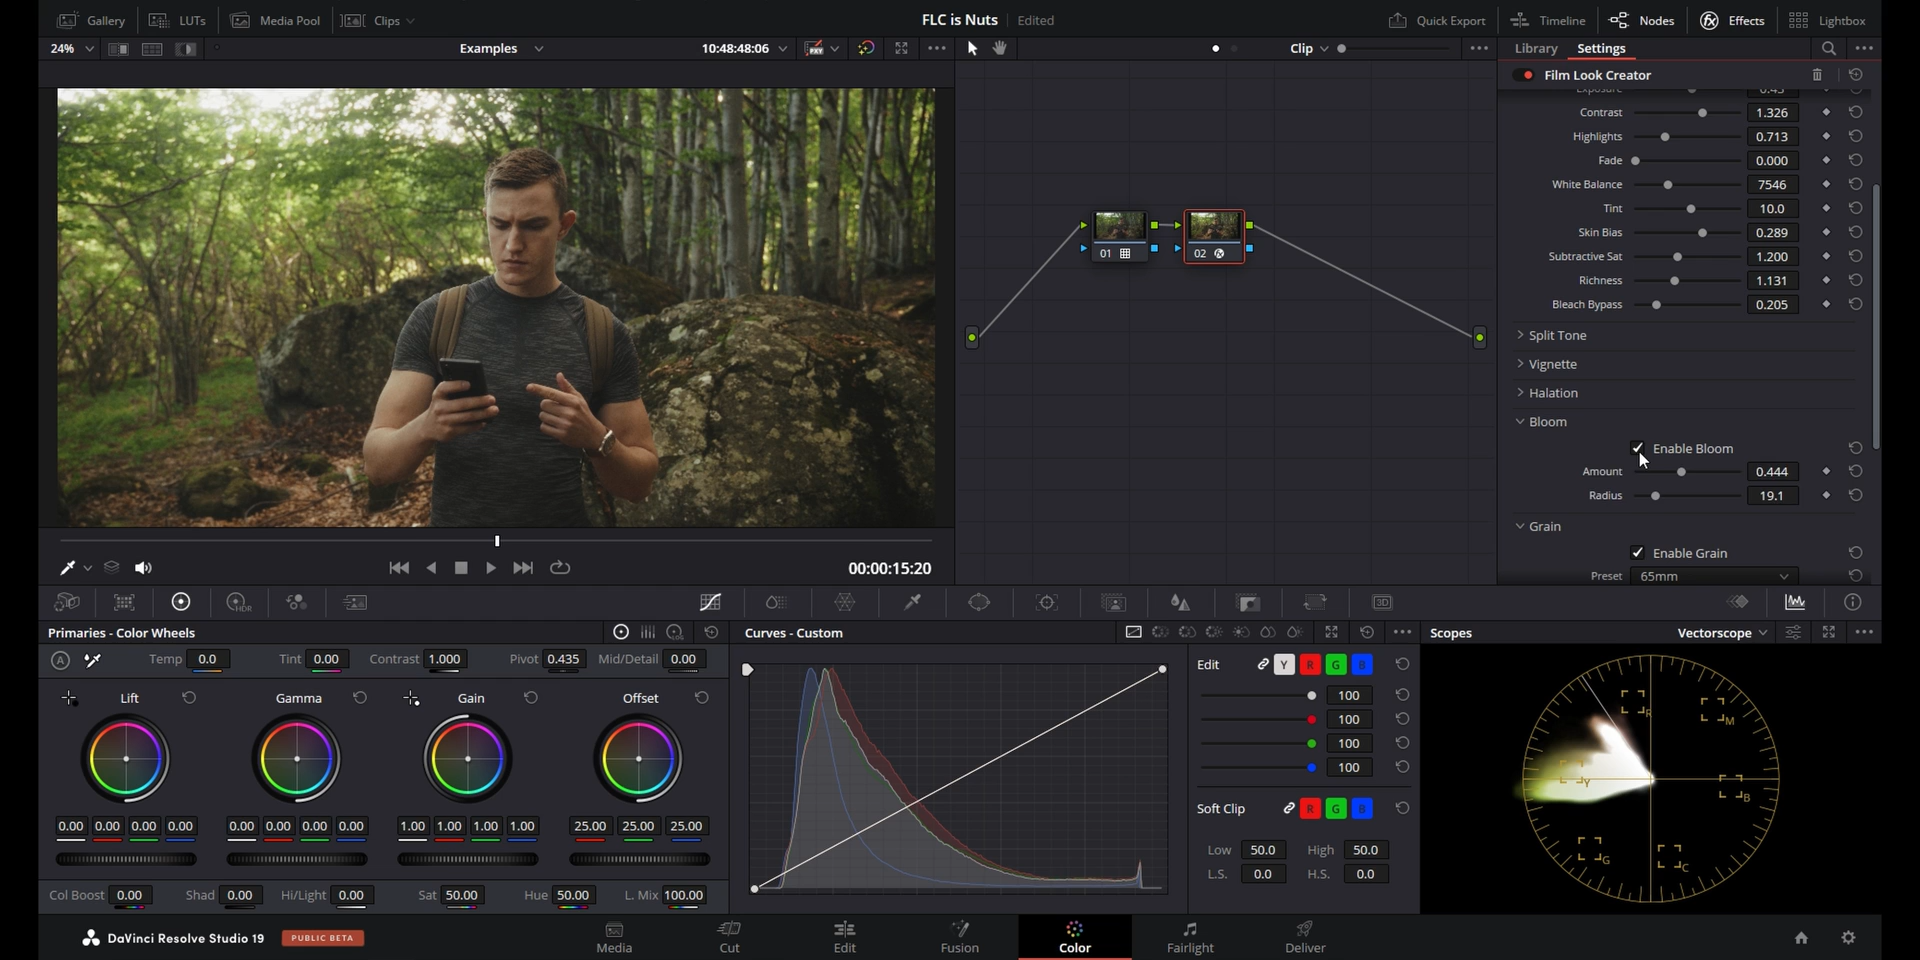 Gallery LUTs Media Pool Clips FLC is Nuts Edited Quick Export Timeline Nodes Effects Lightbox
24% Examples 10:48:48:06 Clip Library Settings
Film Look Creator
Exposure 0.43
Contrast 1.326
Highlights 0.713
Fade 0.000
White Balance 7546
Tint 10.0
Skin Bias 0.289
Subtractive Sat 1.200
Richness 1.131
Bleach Bypass 0.205
01 02
Split Tone
Vignette
Halation
Bloom
Enable Bloom
Amount 0.444
Radius 19.1
Grain
Enable Grain
Preset 65mm
00:00:15:20
HDR 3D
Primaries - Color Wheels Curves - Custom Scopes Vectorscope
A Temp 0.0 Tint 0.00 Contrast 1.000 Pivot 0.435 Mid/Detail 0.00
Edit Y R G B
Lift Gamma Gain Offset
100
100
100
100
Soft Clip R G B
0.00 0.00 0.00 0.00 0.00 0.00 0.00 0.00 1.00 1.00 1.00 1.00 25.00 25.00 25.00
Low 50.0 High 50.0
L.S. 0.0 H.S. 0.0
Col Boost 0.00 Shad 0.00 Hi/Light 0.00 Sat 50.00 Hue 50.00 L. Mix 100.00
R M
Y B
G C
DaVinci Resolve Studio 19 PUBLIC BETA Media Cut Edit Fusion Color Fairlight Deliver